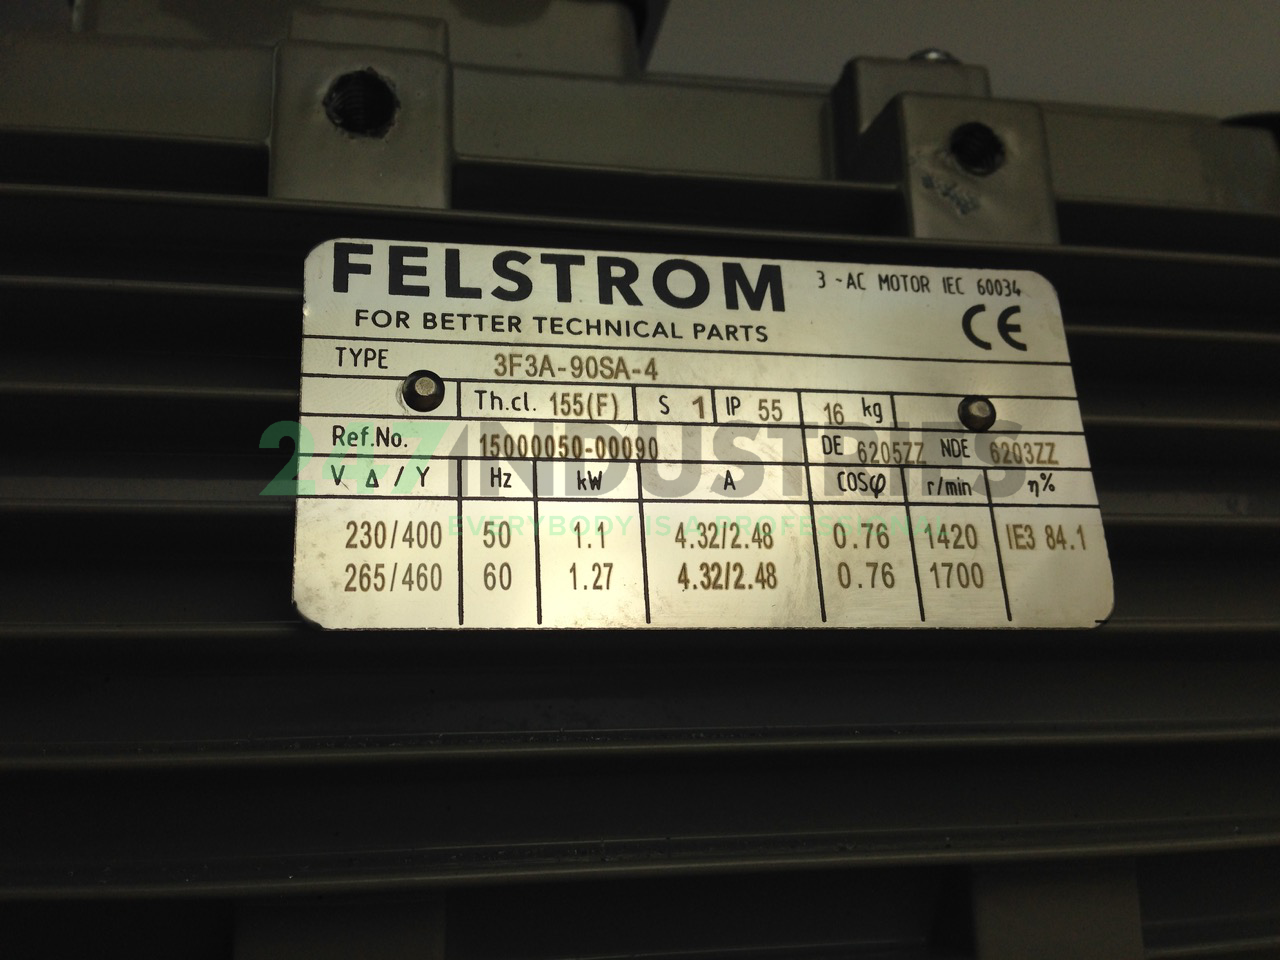 FELSTROM
3 ~AC MOTOR IEC 60034
FOR BETTER TECHNICAL PARTS
CE
TYPE 3F3A-90SA-4
Th.cl. 155(F) S 1 IP 55 16 kg
Ref.No. 15000050-00090 DE 6205ZZ NDE 6203ZZ
V Δ / Y Hz kW A COSφ r/min η%
230/400 50 1.1 4.32/2.48 0.76 1420 IE3 84.1
265/460 60 1.27 4.32/2.48 0.76 1700
247 INDUSTRIES
EVERYBODY IS A PROFESSIONAL